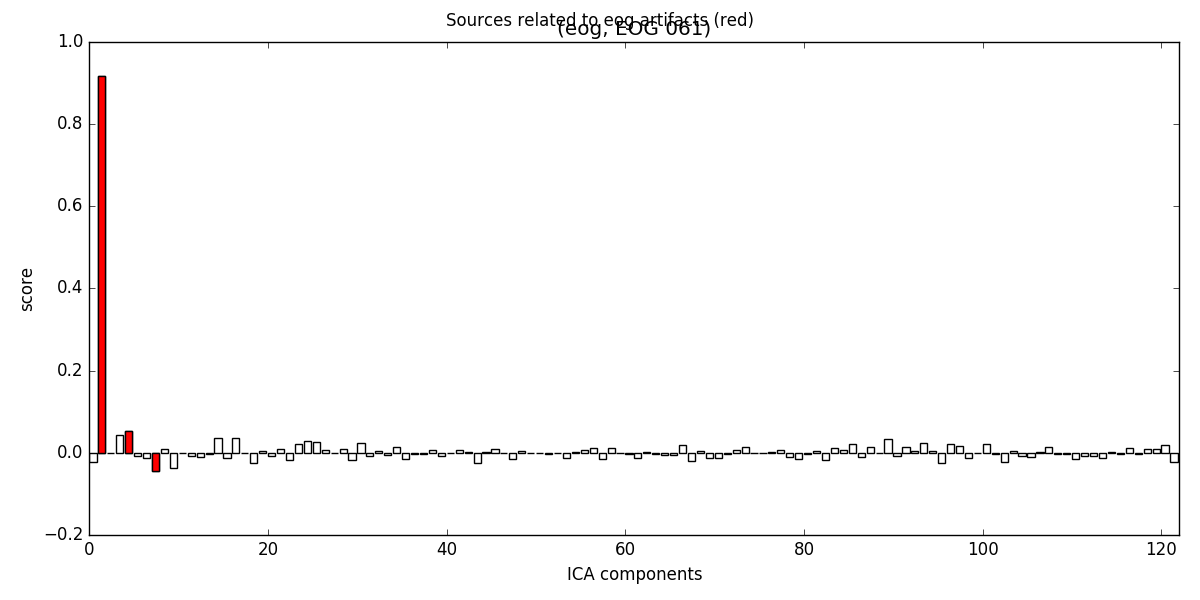 Sources related to eog artifacts (red)
(eog, EOG 061)
1.0
0.8
0.6
0.4
0.2
0.0
−0.2
score
0 20 40 60 80 100 120
ICA components